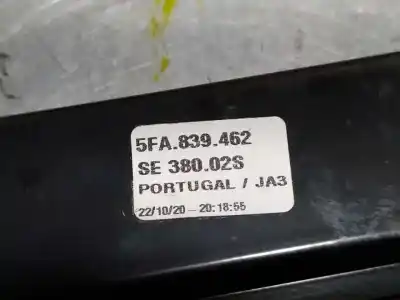 5FA.839.462
SE 380.02S
PORTUGAL / JA3
22/10/20 - 20:18:55